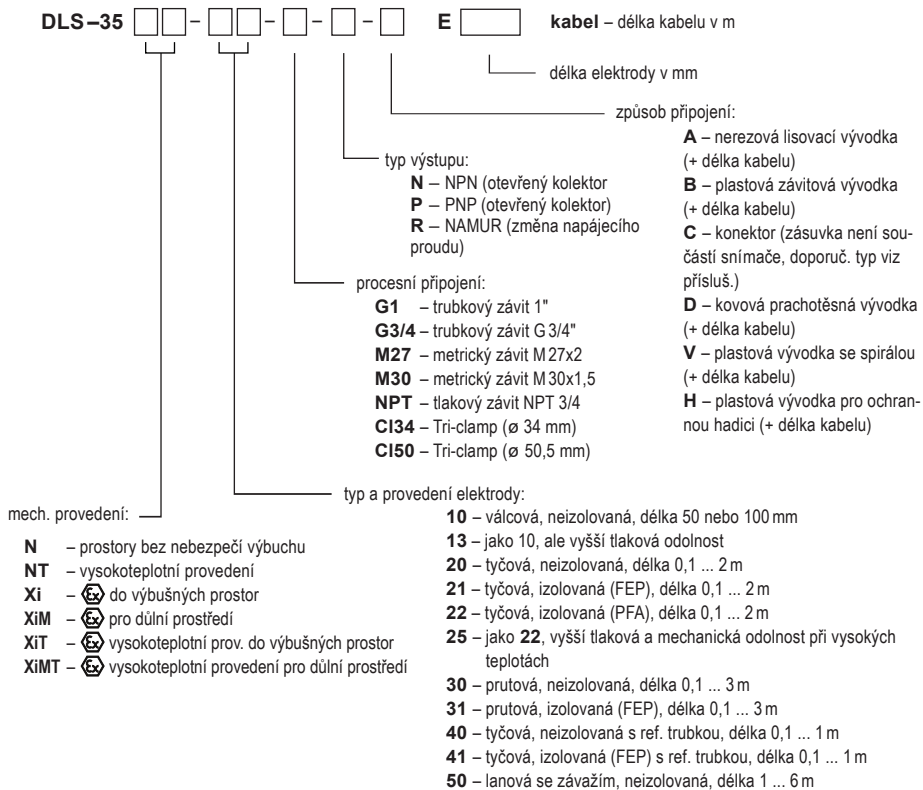 DLS–35 – – – – E kabel – délka kabelu v m
délka elektrody v mm
způsob připojení:
A – nerezová lisovací vývodka
(+ délka kabelu)
B – plastová závitová vývodka
(+ délka kabelu)
C – konektor (zásuvka není sou-
částí snímače, doporuč. typ viz
přísluš.)
D – kovová prachotěsná vývodka
(+ délka kabelu)
V – plastová vývodka se spirálou
(+ délka kabelu)
H – plastová vývodka pro ochran-
nou hadici (+ délka kabelu)
typ výstupu:
N – NPN (otevřený kolektor
P – PNP (otevřený kolektor)
R – NAMUR (změna napájecího
proudu)
procesní připojení:
G1 – trubkový závit 1"
G3/4 – trubkový závit G 3/4"
M27 – metrický závit M 27x2
M30 – metrický závit M 30x1,5
NPT – tlakový závit NPT 3/4
Cl34 – Tri-clamp (ø 34 mm)
Cl50 – Tri-clamp (ø 50,5 mm)
typ a provedení elektrody:
10 – válcová, neizolovaná, délka 50 nebo 100 mm
13 – jako 10, ale vyšší tlaková odolnost
20 – tyčová, neizolovaná, délka 0,1 ... 2 m
21 – tyčová, izolovaná (FEP), délka 0,1 ... 2 m
22 – tyčová, izolovaná (PFA), délka 0,1 ... 2 m
25 – jako 22, vyšší tlaková a mechanická odolnost při vysokých
teplotách
30 – prutová, neizolovaná, délka 0,1 ... 3 m
31 – prutová, izolovaná (FEP), délka 0,1 ... 3 m
40 – tyčová, neizolovaná s ref. trubkou, délka 0,1 ... 1 m
41 – tyčová, izolovaná (FEP) s ref. trubkou, délka 0,1 ... 1 m
50 – lanová se závažím, neizolovaná, délka 1 ... 6 m
mech. provedení:
N – prostory bez nebezpečí výbuchu
NT – vysokoteplotní provedení
Xi – Ex do výbušných prostor
XiM – Ex pro důlní prostředí
XiT – Ex vysokoteplotní prov. do výbušných prostor
XiMT – Ex vysokoteplotní provedení pro důlní prostředí